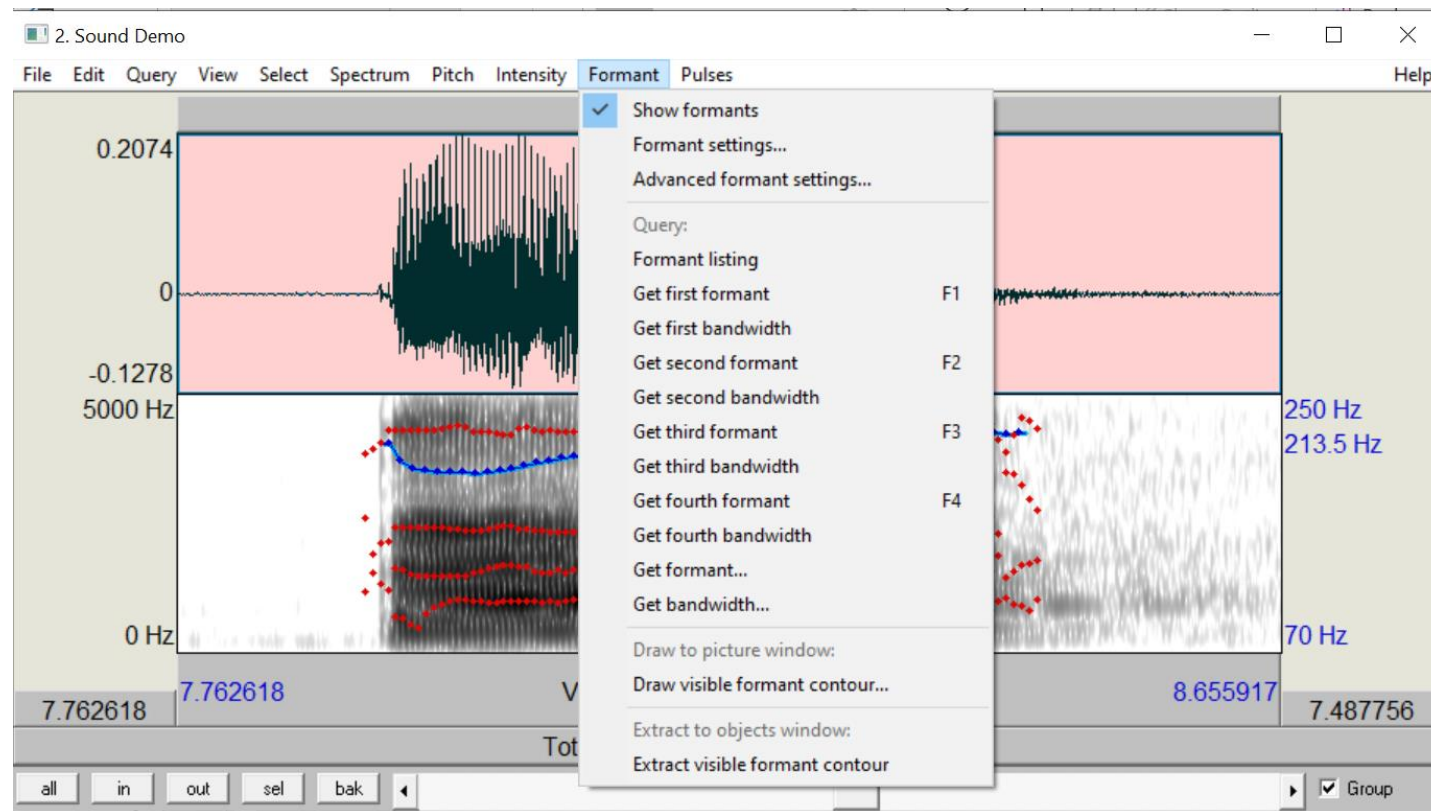 2. Sound Demo
File Edit Query View Select Spectrum Pitch Intensity Formant Pulses Help
Show formants
Formant settings...
Advanced formant settings...
Query:
Formant listing
Get first formant F1
Get first bandwidth
Get second formant F2
Get second bandwidth
Get third formant F3
Get third bandwidth
Get fourth formant F4
Get fourth bandwidth
Get formant...
Get bandwidth...
Draw to picture window:
Draw visible formant contour...
Extract to objects window:
Extract visible formant contour
0.2074
0
-0.1278
5000 Hz
0 Hz
250 Hz
213.5 Hz
70 Hz
7.762618
7.762618 V 8.655917
7.487756
Tot
all in out sel bak Group